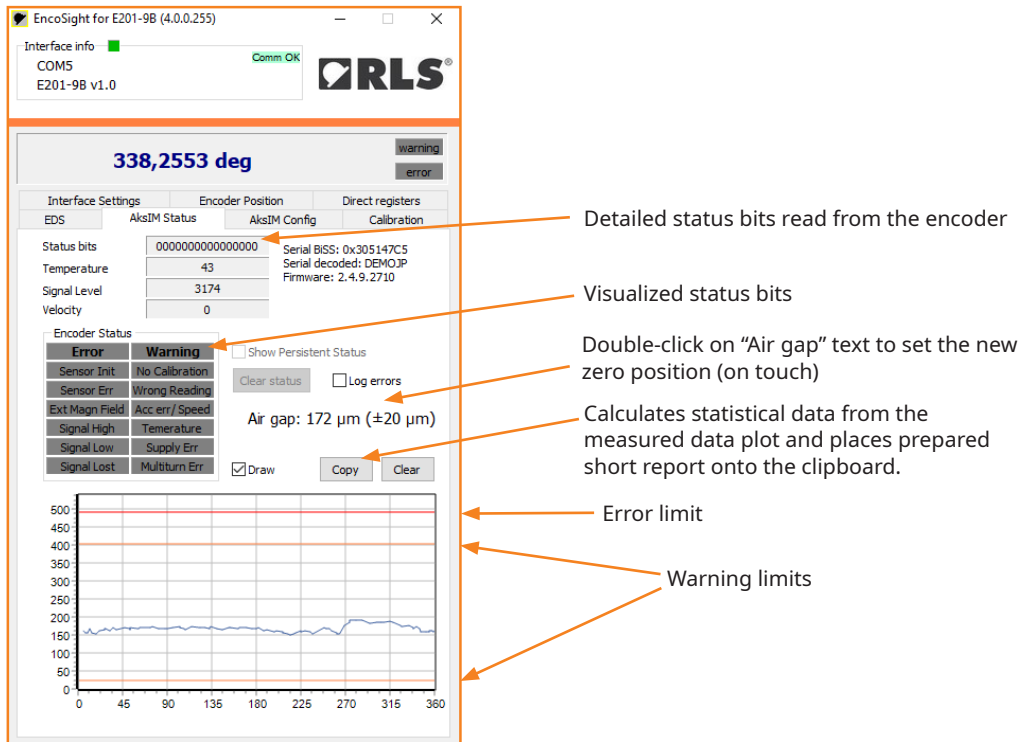 EncoSight for E201-9B (4.0.0.255)
Interface info
COM5
E201-9B v1.0
Comm OK
RLS®
338,2553 deg
warning
error
Interface Settings Encoder Position Direct registers
EDS AksIM Status AksIM Config Calibration
Status bits 0000000000000000
Temperature 43
Signal Level 3174
Velocity 0
Serial BiSS: 0x305147C5
Serial decoded: DEMOJP
Firmware: 2.4.9.2710
Encoder Status
Error Warning
Sensor Init No Calibration
Sensor Err Wrong Reading
Ext Magn Field Acc err/ Speed
Signal High Temerature
Signal Low Supply Err
Signal Lost Multiturn Err
Show Persistent Status
Clear status Log errors
Air gap: 172 µm (±20 µm)
Draw Copy Clear
500
450
400
350
300
250
200
150
100
50
0
0 45 90 135 180 225 270 315 360
Detailed status bits read from the encoder
Visualized status bits
Double-click on “Air gap” text to set the new
zero position (on touch)
Calculates statistical data from the
measured data plot and places prepared
short report onto the clipboard.
Error limit
Warning limits